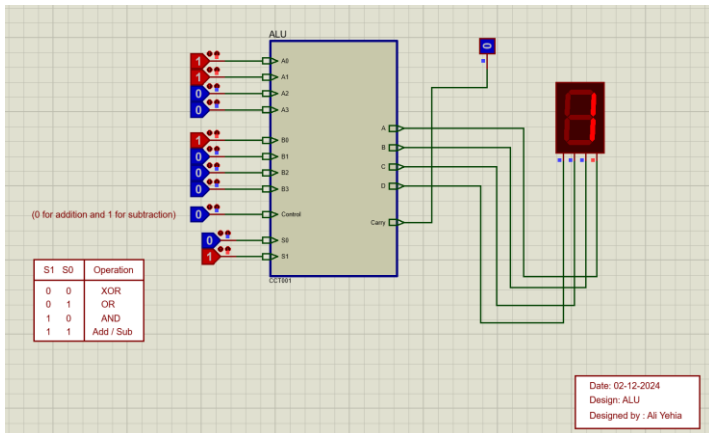 ALU
0
1
A0
1
A1
0
A2
0
A3
1
B0
0
B1
0
B2
0
B3
A
B
C
D
(0 for addition and 1 for subtraction)
0
Control
Carry
0
S0
1
S1
CCT001
1
S1 S0 Operation
0 0 XOR
0 1 OR
1 0 AND
1 1 Add / Sub
Date: 02-12-2024
Design: ALU
Designed by : Ali Yehia